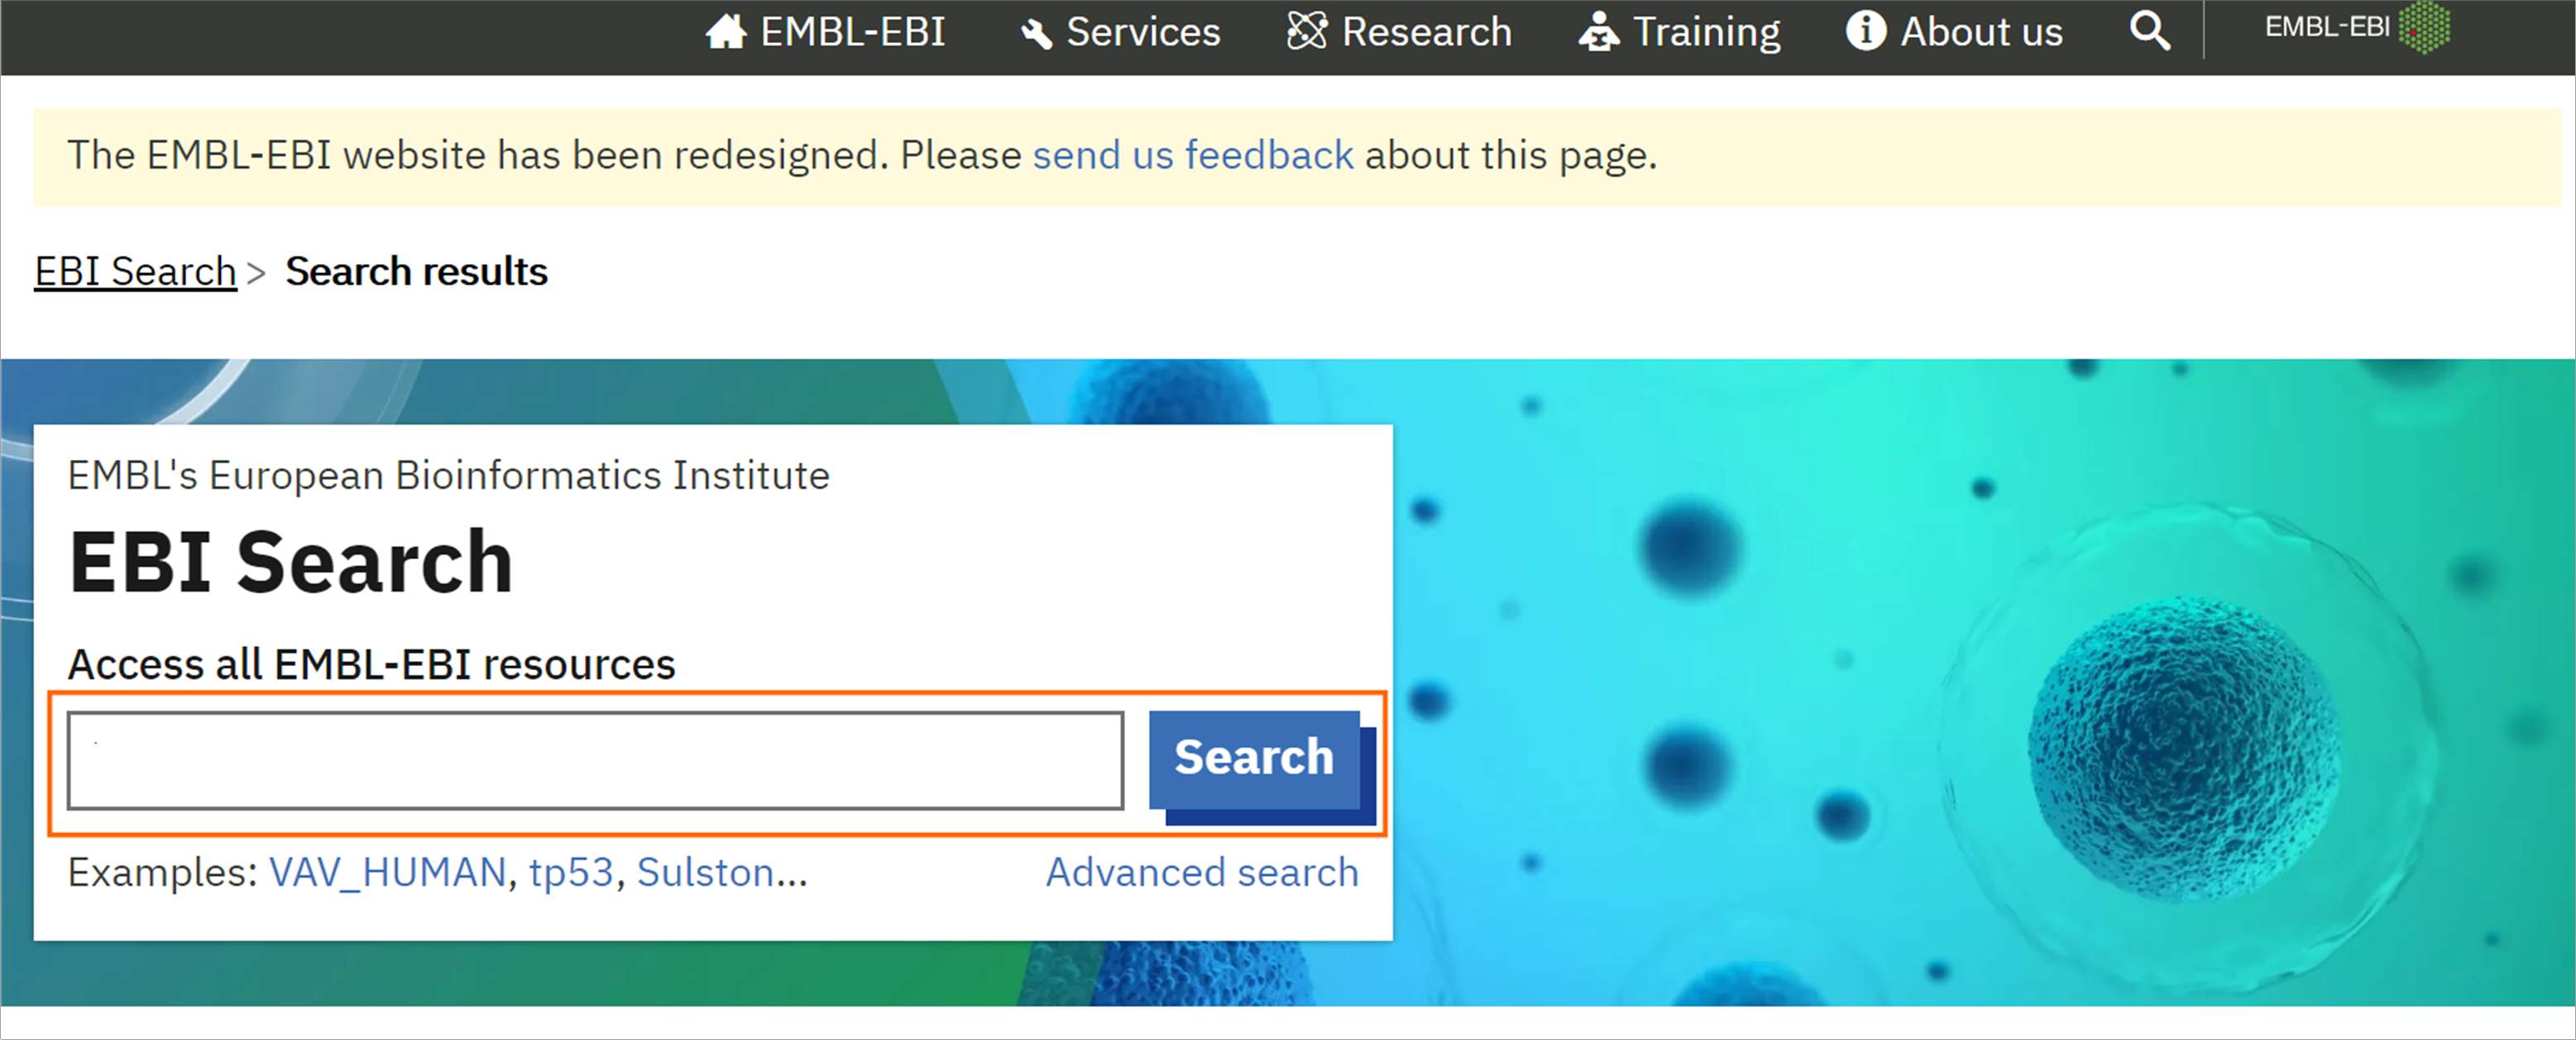 EMBL-EBI Services Research Training About us EMBL-EBI
The EMBL-EBI website has been redesigned. Please send us feedback about this page.
EBI Search > Search results
EMBL's European Bioinformatics Institute
EBI Search
Access all EMBL-EBI resources
Search
Examples: VAV_HUMAN, tp53, Sulston... Advanced search